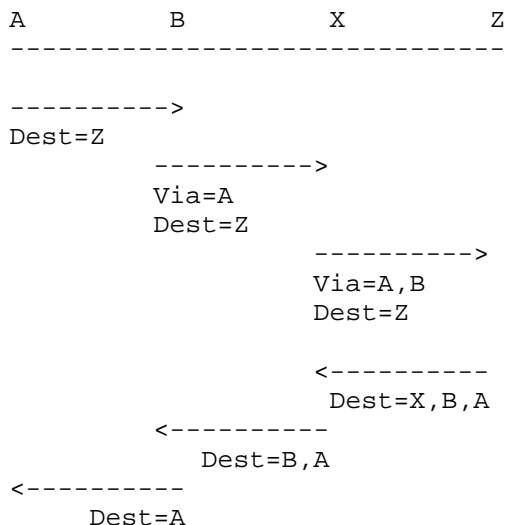 A B X Z
-------------------------------
---------->
Dest=Z
---------->
Via=A
Dest=Z
---------->
Via=A,B
Dest=Z
<----------
Dest=X,B,A
<----------
Dest=B,A
<----------
Dest=A